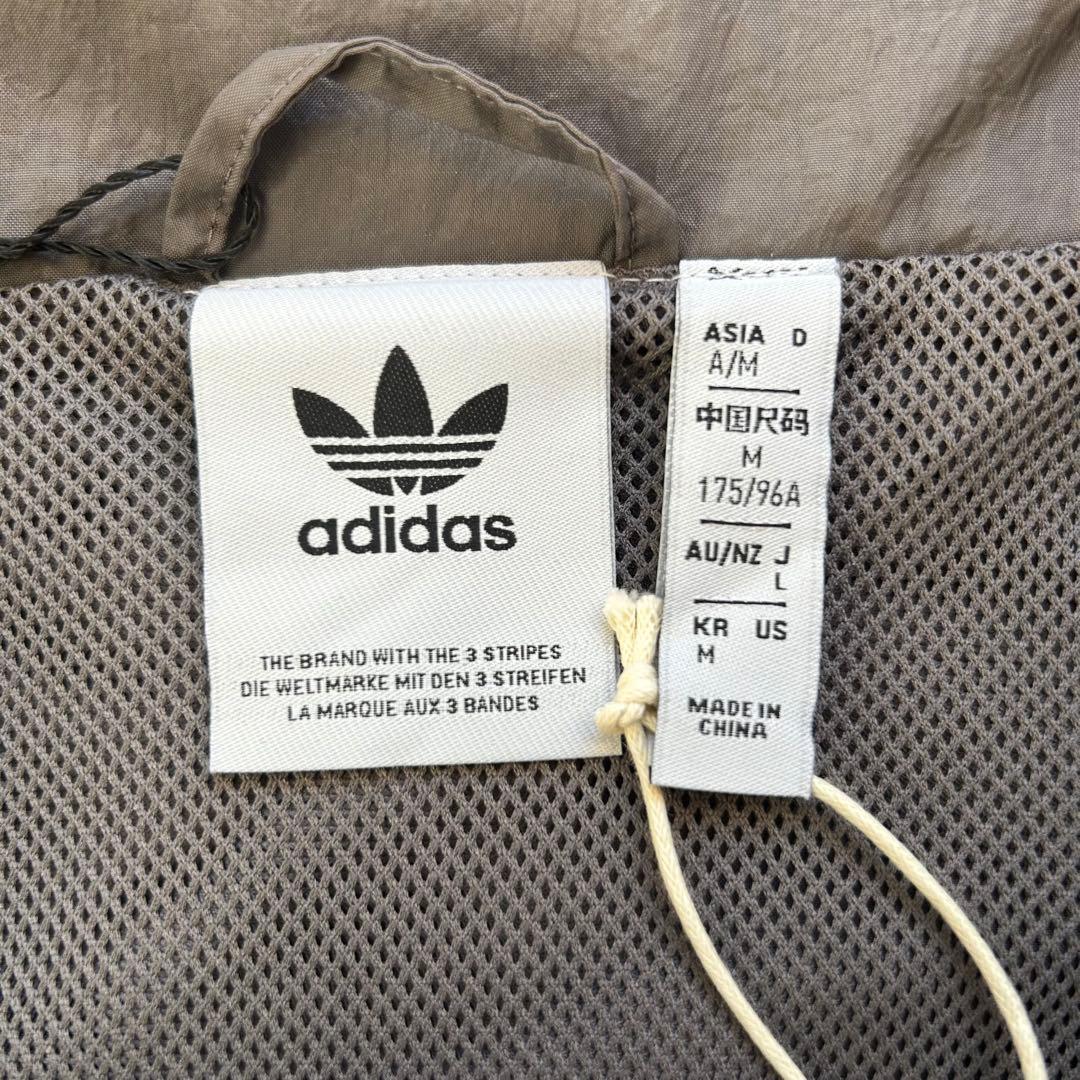 adidas
THE BRAND WITH THE 3 STRIPES
DIE WELTMARKE MIT DEN 3 STREIFEN
LA MARQUE AUX 3 BANDES
ASIA D
A/M
中国尺码
M
175/96A
AU/NZ J
L
KR US
M
MADE IN
CHINA